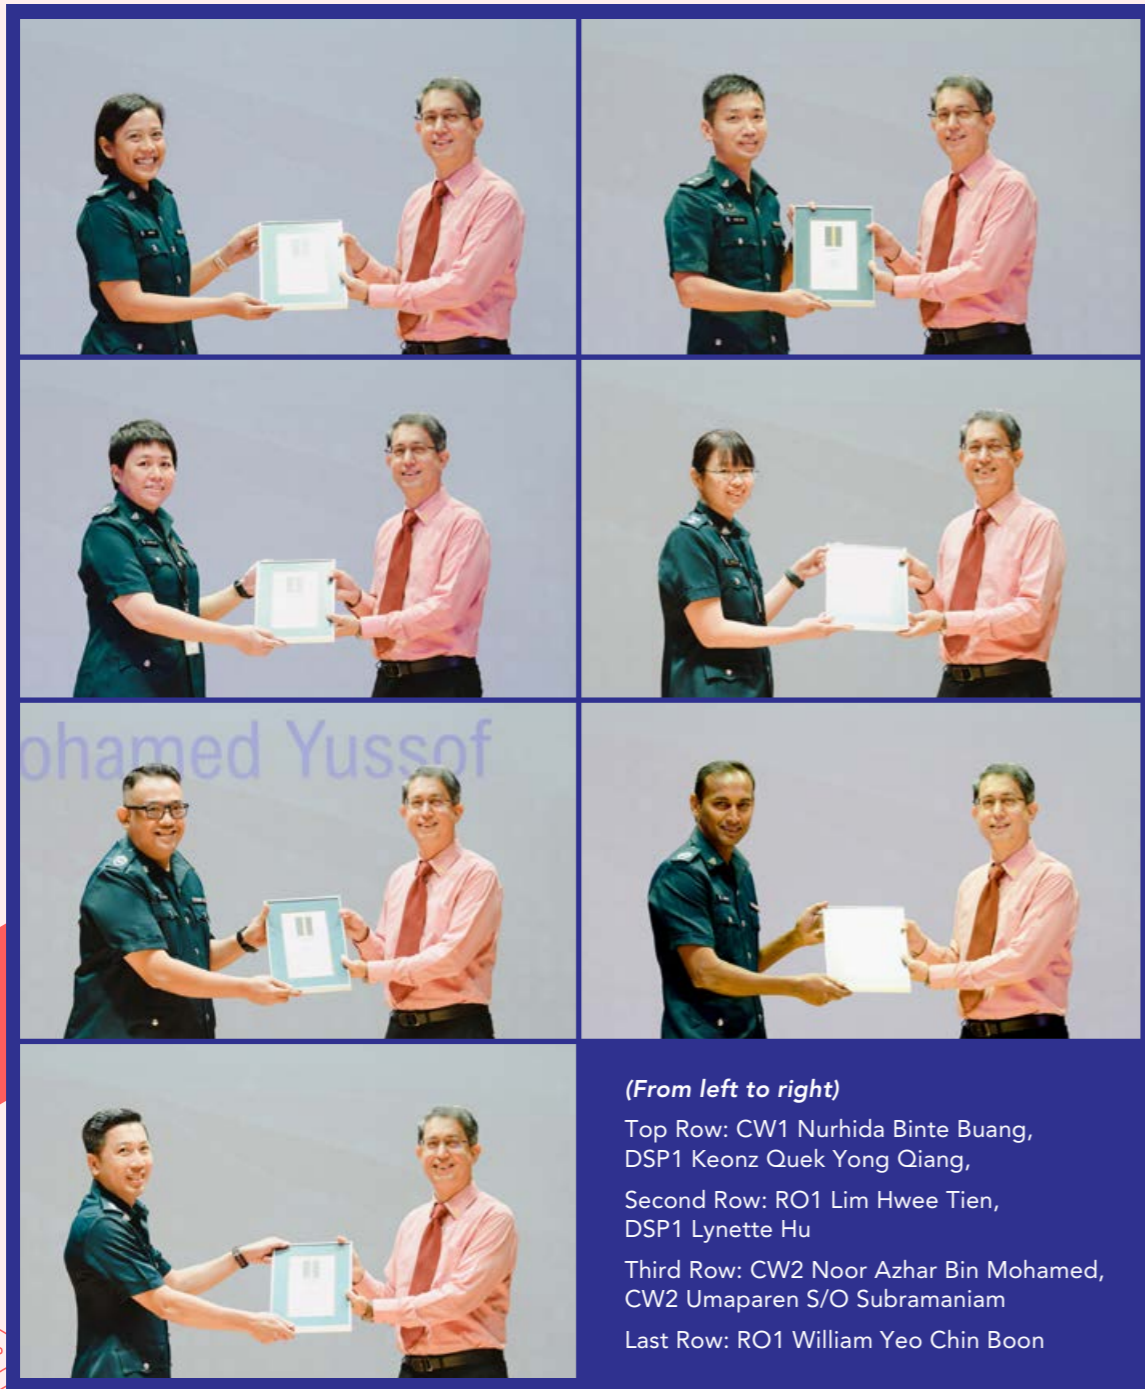 ohamed Yussof
(From left to right)
Top Row: CW1 Nurhida Binte Buang,
DSP1 Keonz Quek Yong Qiang,
Second Row: RO1 Lim Hwee Tien,
DSP1 Lynette Hu
Third Row: CW2 Noor Azhar Bin Mohamed,
CW2 Umaparen S/O Subramaniam
Last Row: RO1 William Yeo Chin Boon